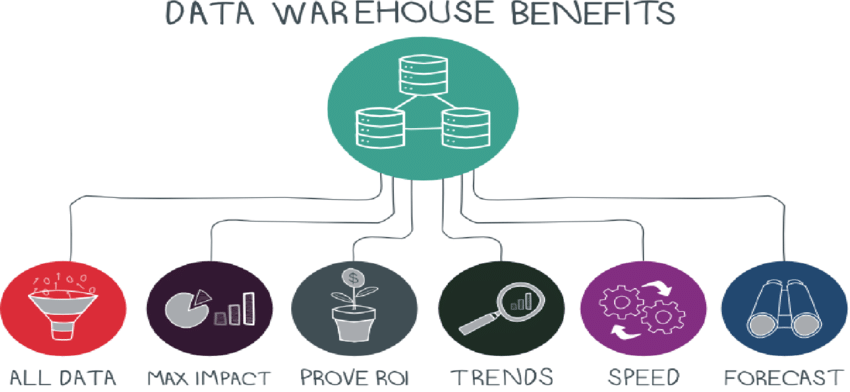 DATA WAREHOUSE BENEFITS
ALL DATA
MAX IMPACT
PROVE ROI
TRENDS
SPEED
FORECAST